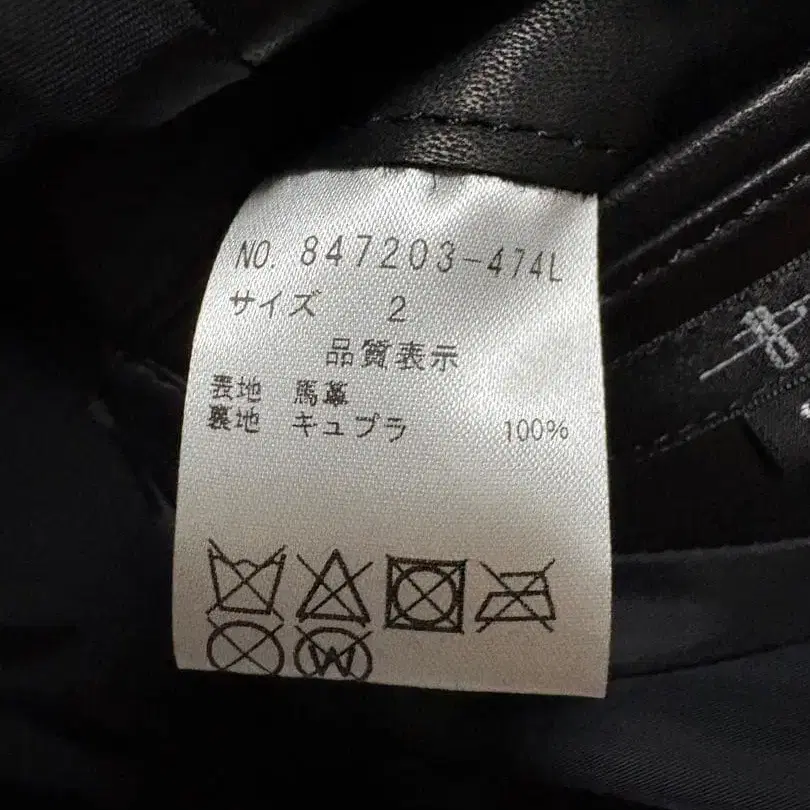 NO. 847203-474L
サイズ 2
品質表示
表地 馬革
裏地 キュプラ 100%
W